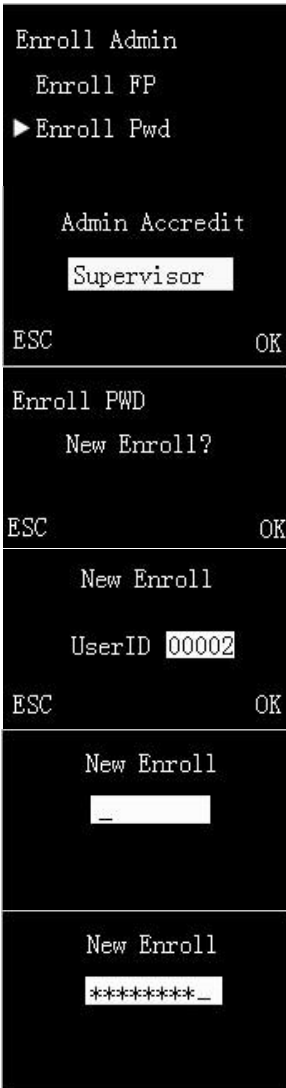 Enroll Admin
Enroll FP
▶Enroll Pwd
Admin Accredit
Supervisor
ESC OK
Enroll PWD
New Enroll?
ESC OK
New Enroll
UserID 00002
ESC OK
New Enroll
_
New Enroll
********_